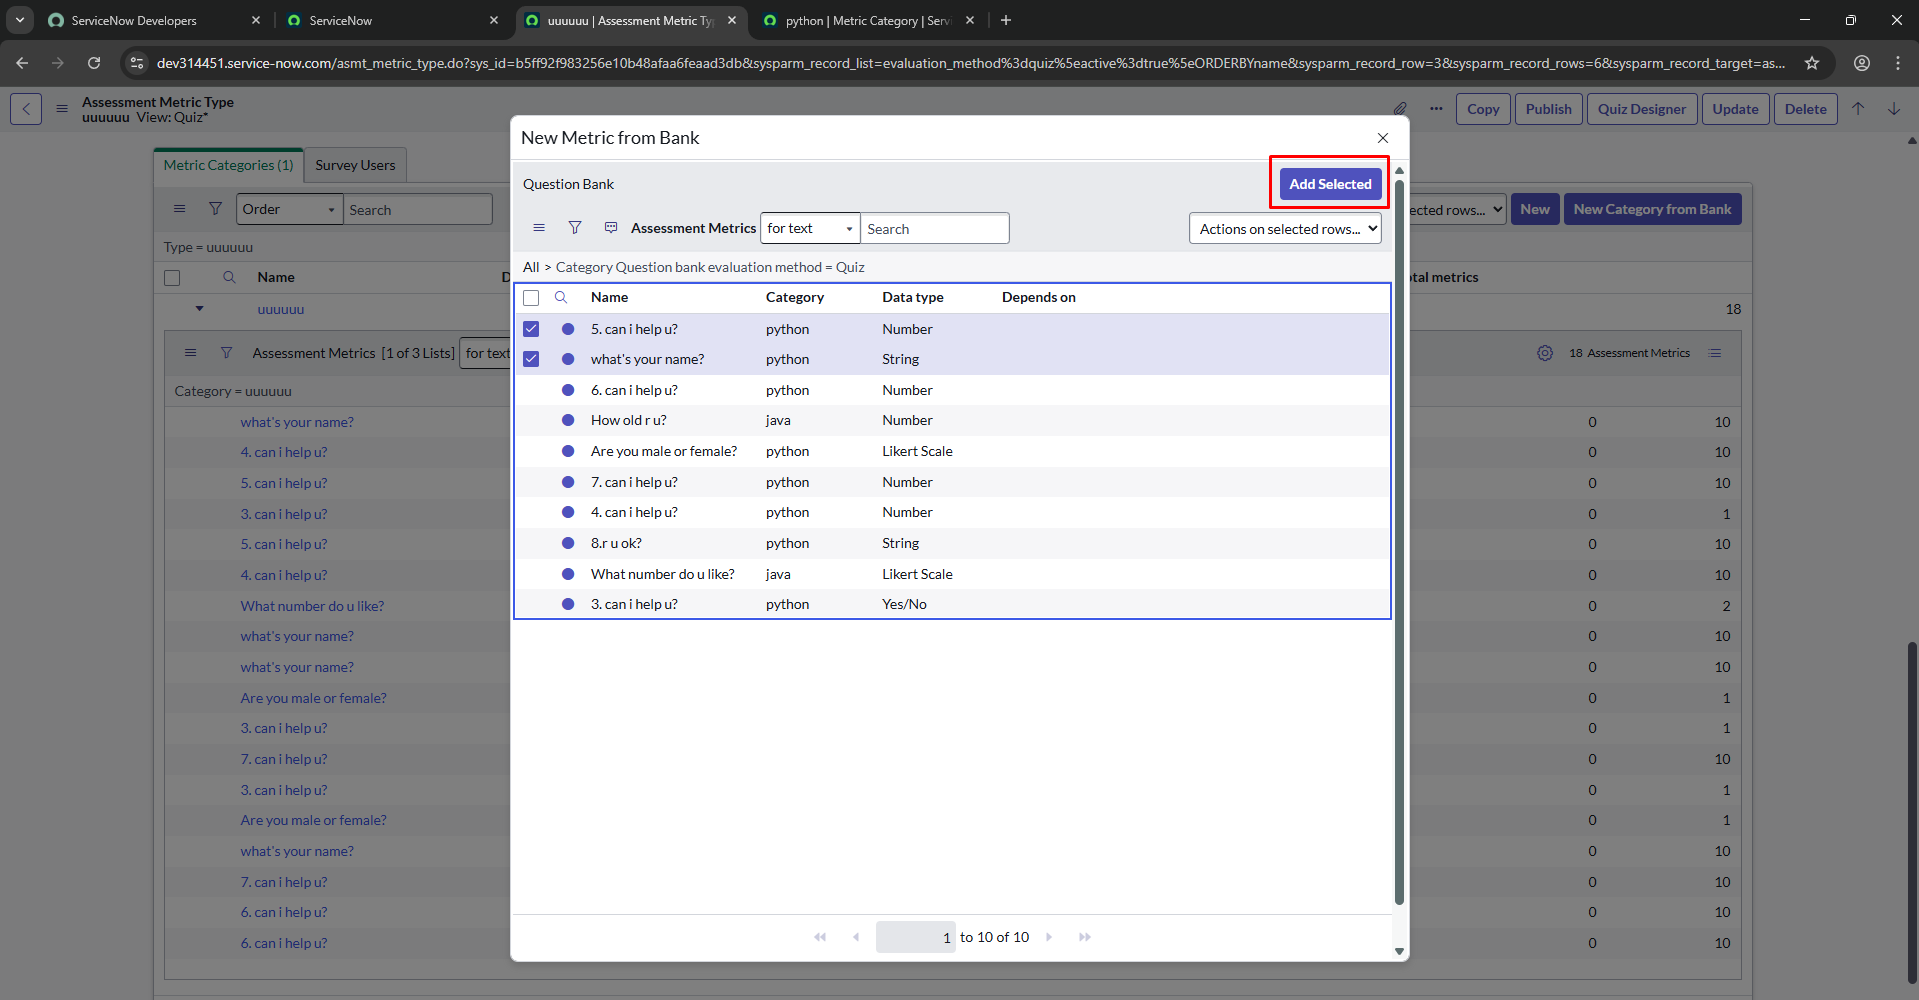 ServiceNow Developers
ServiceNow
uuuuuu | Assessment Metric Ty
python | Metric Category | Servi
dev314451.service-now.com/asmt_metric_type.do?sys_id=b5ff92f983256e10b48afaa6feaad3db&sysparm_record_list=evaluation_method%3dquiz%5eactive%3dtrue%5eORDERBYname&sysparm_record_row=3&sysparm_record_rows=6&sysparm_record_target=as...
Assessment Metric Type
uuuuuu View: Quiz*
Copy
Publish
Quiz Designer
Update
Delete
New Metric from Bank
Metric Categories (1)
Survey Users
Question Bank
Add Selected
Order
Search
ected rows...
New
New Category from Bank
Assessment Metrics
for text
Search
Actions on selected rows...
Type = uuuuuu
All > Category Question bank evaluation method = Quiz
Name
D
otal metrics
Name Category Data type Depends on
uuuuuu
18
5. can i help u? python Number
what's your name? python String
6. can i help u? python Number
How old r u? java Number
Are you male or female? python Likert Scale
7. can i help u? python Number
4. can i help u? python Number
8.r u ok? python String
What number do u like? java Likert Scale
3. can i help u? python Yes/No
1 to 10 of 10
Assessment Metrics [1 of 3 Lists] for text
18 Assessment Metrics
Category = uuuuuu
what's your name? 0 10
4. can i help u? 0 10
5. can i help u? 0 10
3. can i help u? 0 1
5. can i help u? 0 10
4. can i help u? 0 10
What number do u like? 0 2
what's your name? 0 10
what's your name? 0 10
Are you male or female? 0 1
3. can i help u? 0 1
7. can i help u? 0 10
3. can i help u? 0 1
Are you male or female? 0 1
what's your name? 0 10
7. can i help u? 0 10
6. can i help u? 0 10
6. can i help u? 0 10